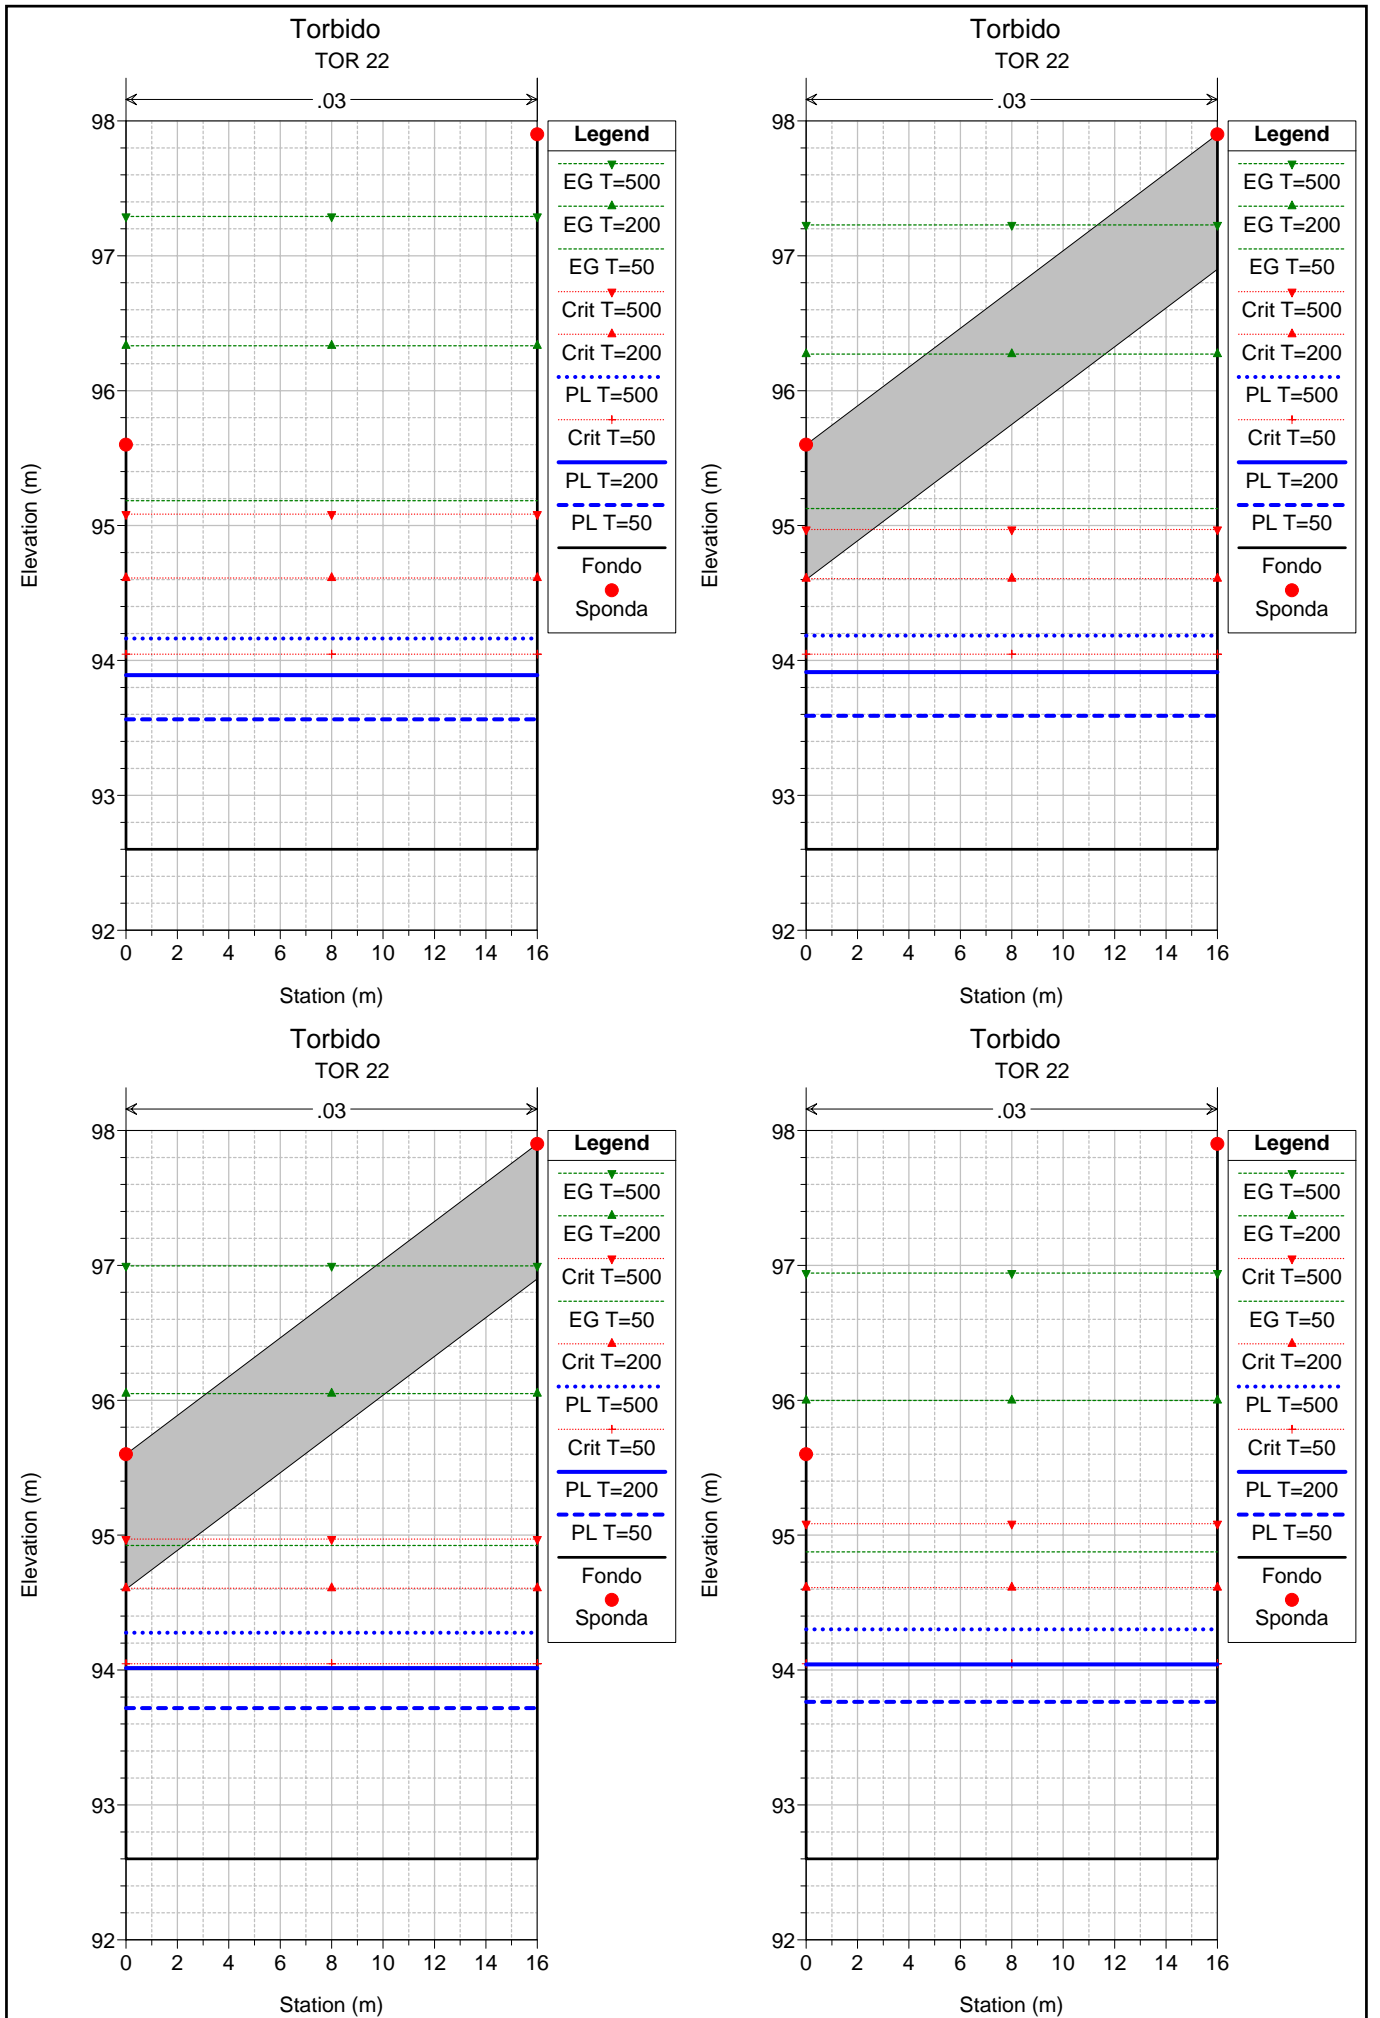 Torbido
TOR 22
.03
98
97
96
95
94
93
92
Elevation (m)
0 2 4 6 8 10 12 14 16
Station (m)
Legend
EG T=500
EG T=200
EG T=50
Crit T=500
Crit T=200
PL T=500
Crit T=50
PL T=200
PL T=50
Fondo
Sponda
Torbido
TOR 22
.03
98
97
96
95
94
93
92
Elevation (m)
0 2 4 6 8 10 12 14 16
Station (m)
Legend
EG T=500
EG T=200
EG T=50
Crit T=500
Crit T=200
PL T=500
Crit T=50
PL T=200
PL T=50
Fondo
Sponda
Torbido
TOR 22
.03
98
97
96
95
94
93
92
Elevation (m)
0 2 4 6 8 10 12 14 16
Station (m)
Legend
EG T=500
EG T=200
Crit T=500
EG T=50
Crit T=200
PL T=500
Crit T=50
PL T=200
PL T=50
Fondo
Sponda
Torbido
TOR 22
.03
98
97
96
95
94
93
92
Elevation (m)
0 2 4 6 8 10 12 14 16
Station (m)
Legend
EG T=500
EG T=200
Crit T=500
EG T=50
Crit T=200
PL T=500
Crit T=50
PL T=200
PL T=50
Fondo
Sponda